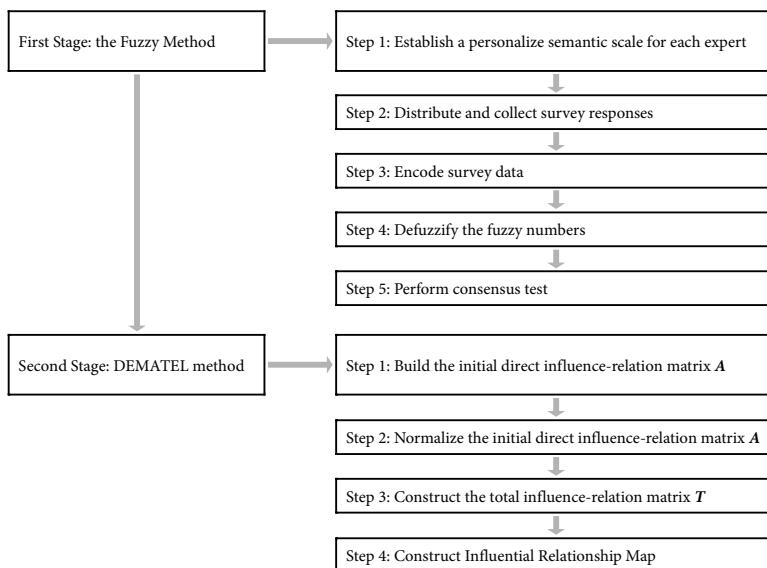 First Stage: the Fuzzy Method
Step 1: Establish a personalize semantic scale for each expert
Step 2: Distribute and collect survey responses
Step 3: Encode survey data
Step 4: Defuzzify the fuzzy numbers
Step 5: Perform consensus test
Second Stage: DEMATEL method
Step 1: Build the initial direct influence-relation matrix A
Step 2: Normalize the initial direct influence-relation matrix A
Step 3: Construct the total influence-relation matrix T
Step 4: Construct Influential Relationship Map